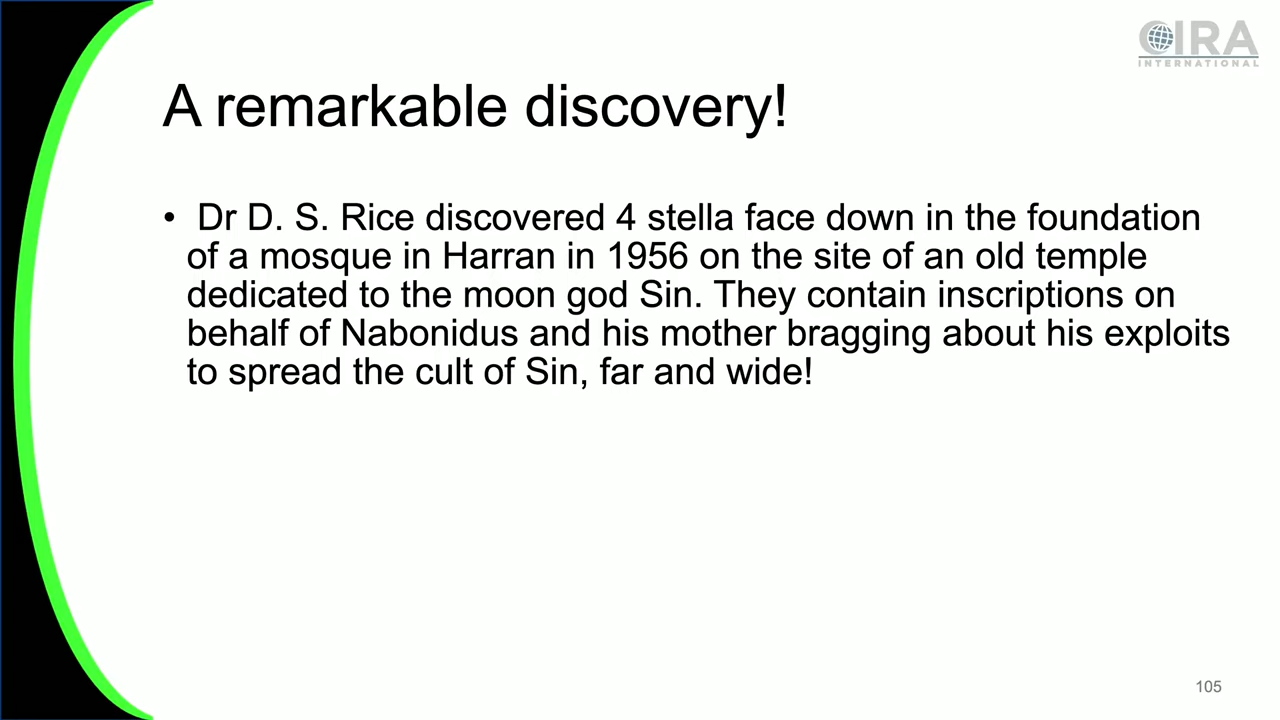 CIRA
INTERNATIONAL
A remarkable discovery!
• Dr D. S. Rice discovered 4 stella face down in the foundation
of a mosque in Harran in 1956 on the site of an old temple
dedicated to the moon god Sin. They contain inscriptions on
behalf of Nabonidus and his mother bragging about his exploits
to spread the cult of Sin, far and wide!
105